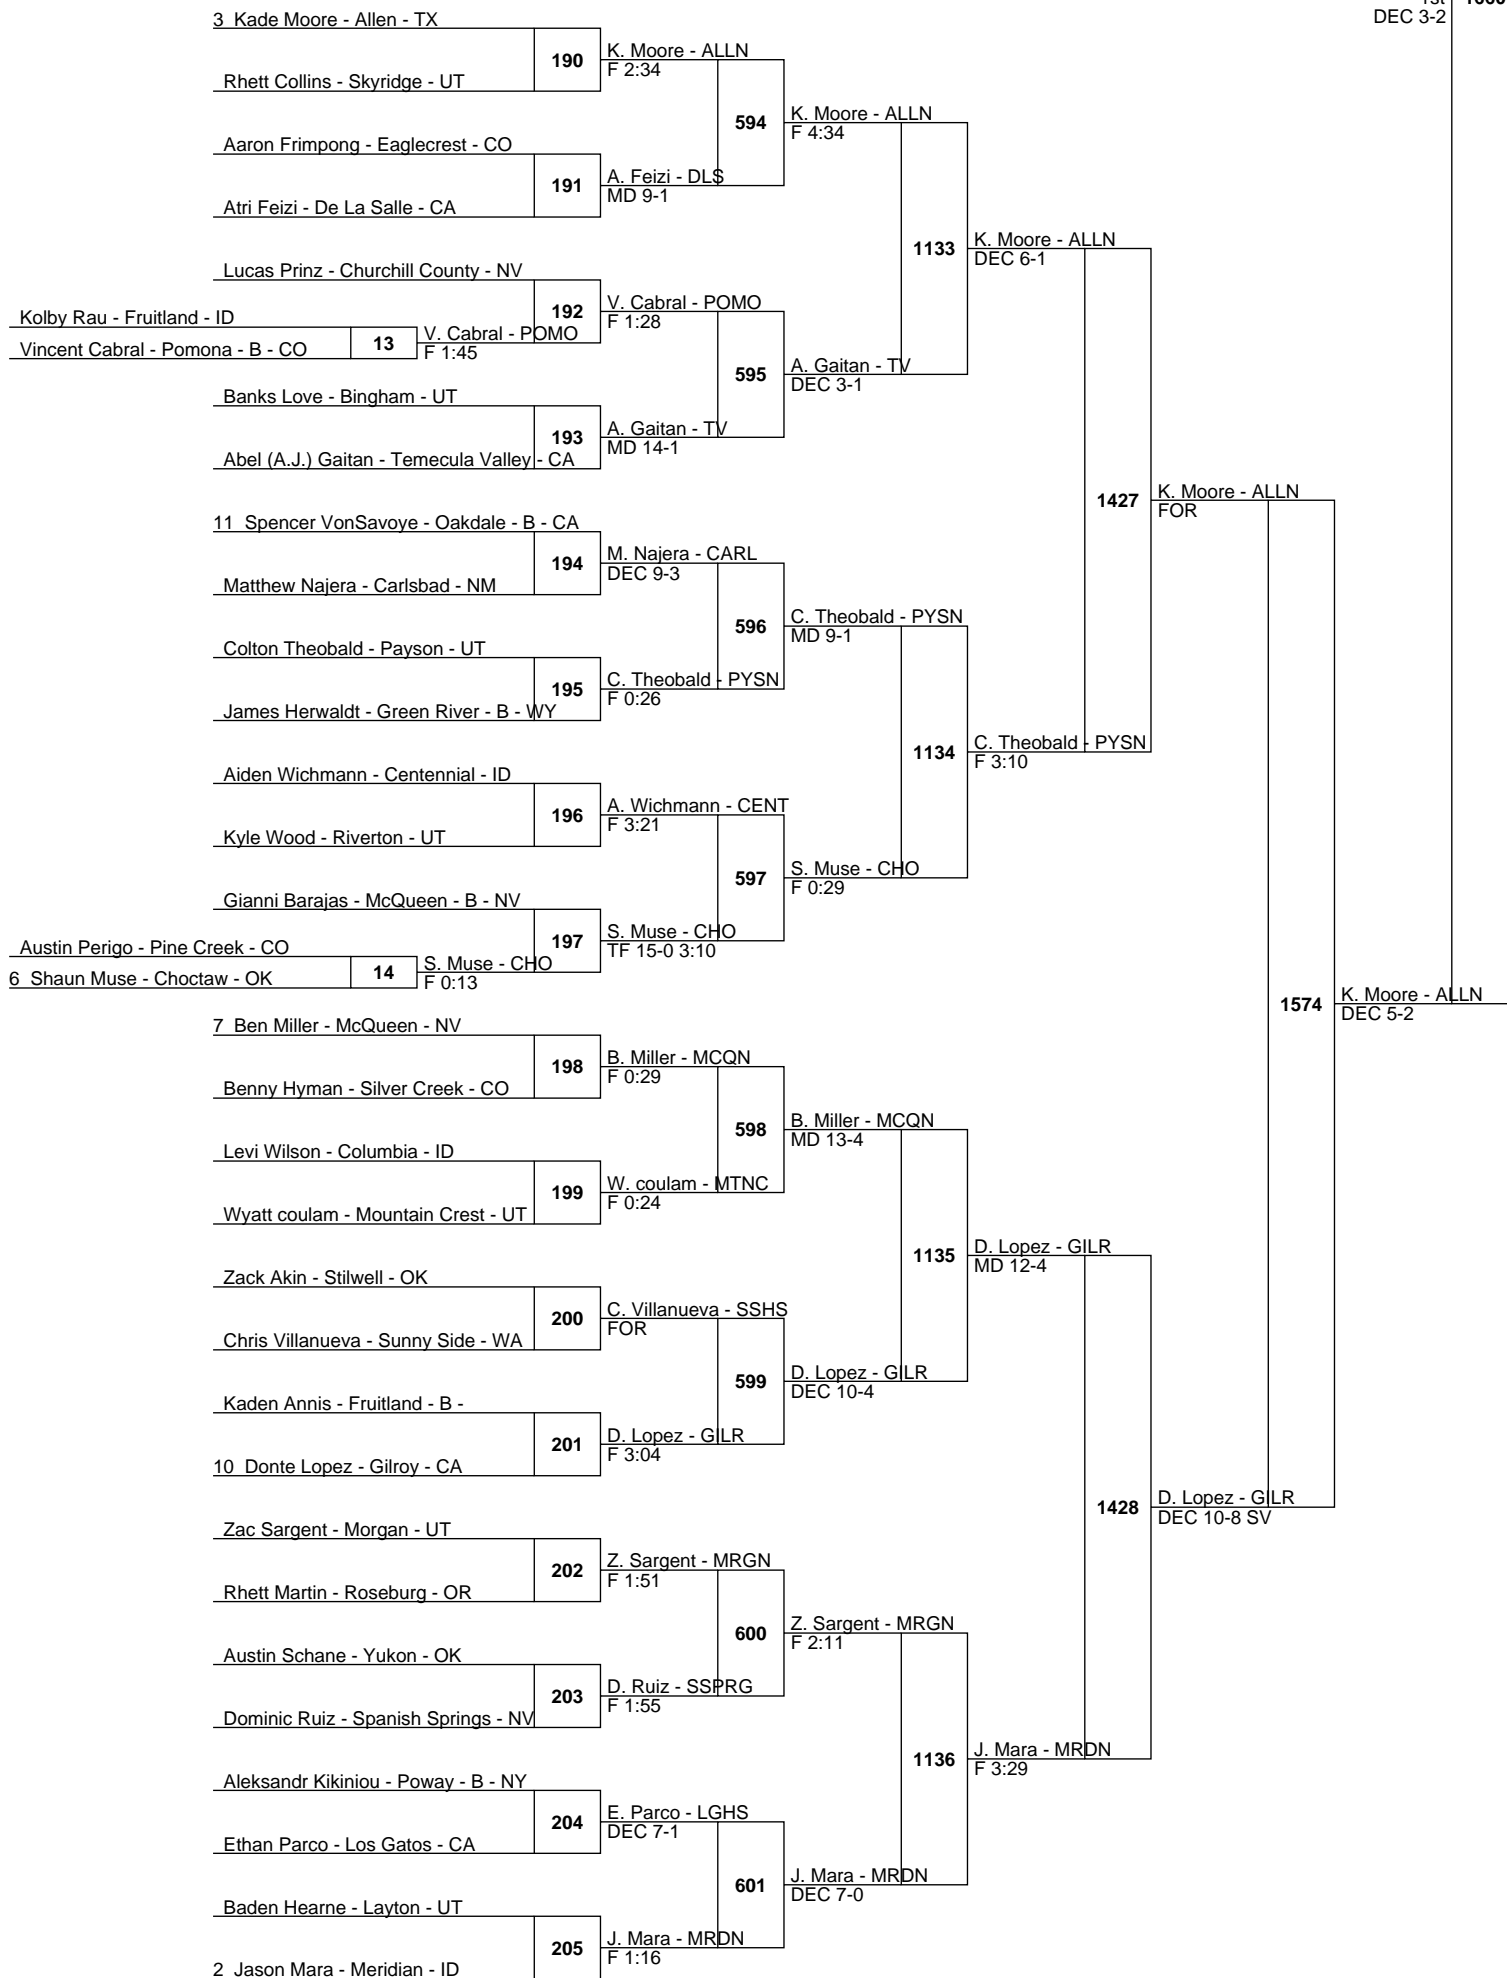 1st
DEC 3-2
3 Kade Moore - Allen - TX
190
K. Moore - ALLN
F 2:34
Rhett Collins - Skyridge - UT
594
K. Moore - ALLN
F 4:34
Aaron Frimpong - Eaglecrest - CO
191
A. Feizi - DLS
MD 9-1
Atri Feizi - De La Salle - CA
1133
K. Moore - ALLN
DEC 6-1
Lucas Prinz - Churchill County - NV
192
V. Cabral - POMO
F 1:28
Kolby Rau - Fruitland - ID
13
V. Cabral - POMO
F 1:45
Vincent Cabral - Pomona - B - CO
595
A. Gaitan - TV
DEC 3-1
Banks Love - Bingham - UT
193
A. Gaitan - TV
MD 14-1
Abel (A.J.) Gaitan - Temecula Valley - CA
1427
K. Moore - ALLN
FOR
11 Spencer VonSavoye - Oakdale - B - CA
194
M. Najera - CARL
DEC 9-3
Matthew Najera - Carlsbad - NM
596
C. Theobald - PYSN
MD 9-1
Colton Theobald - Payson - UT
195
C. Theobald - PYSN
F 0:26
James Herwaldt - Green River - B - WY
1134
C. Theobald - PYSN
F 3:10
Aiden Wichmann - Centennial - ID
196
A. Wichmann - CENT
F 3:21
Kyle Wood - Riverton - UT
597
S. Muse - CHO
F 0:29
Gianni Barajas - McQueen - B - NV
197
S. Muse - CHO
TF 15-0 3:10
Austin Perigo - Pine Creek - CO
14
S. Muse - CHO
F 0:13
6 Shaun Muse - Choctaw - OK
1574
K. Moore - ALLN
DEC 5-2
7 Ben Miller - McQueen - NV
198
B. Miller - MCQN
F 0:29
Benny Hyman - Silver Creek - CO
598
B. Miller - MCQN
MD 13-4
Levi Wilson - Columbia - ID
199
W. coulam - MTNC
F 0:24
Wyatt coulam - Mountain Crest - UT
1135
D. Lopez - GILR
MD 12-4
Zack Akin - Stilwell - OK
200
C. Villanueva - SSHS
FOR
Chris Villanueva - Sunny Side - WA
599
D. Lopez - GILR
DEC 10-4
Kaden Annis - Fruitland - B -
201
D. Lopez - GILR
F 3:04
10 Donte Lopez - Gilroy - CA
1428
D. Lopez - GILR
DEC 10-8 SV
Zac Sargent - Morgan - UT
202
Z. Sargent - MRGN
F 1:51
Rhett Martin - Roseburg - OR
600
Z. Sargent - MRGN
F 2:11
Austin Schane - Yukon - OK
203
D. Ruiz - SSPRG
F 1:55
Dominic Ruiz - Spanish Springs - NV
1136
J. Mara - MRDN
F 3:29
Aleksandr Kikiniou - Poway - B - NY
204
E. Parco - LGHS
DEC 7-1
Ethan Parco - Los Gatos - CA
601
J. Mara - MRDN
DEC 7-0
Baden Hearne - Layton - UT
205
J. Mara - MRDN
F 1:16
2 Jason Mara - Meridian - ID